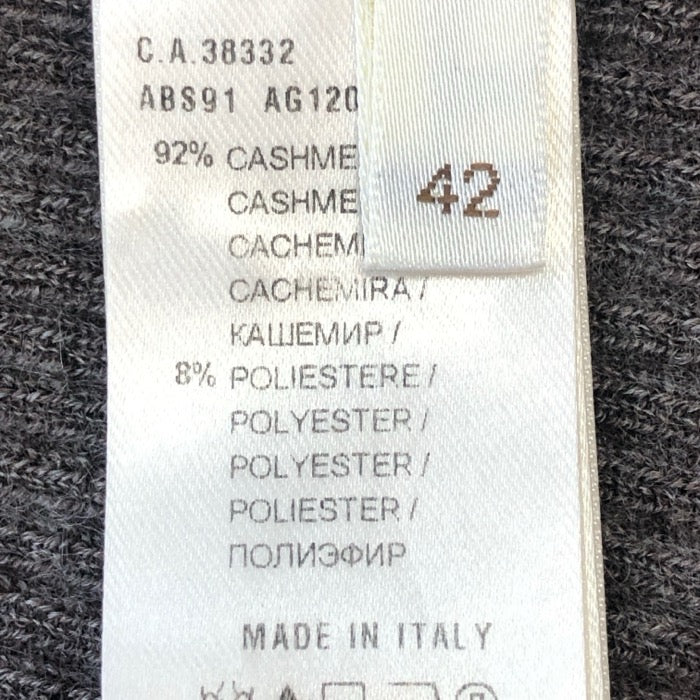 C.A.38332
ABS91 AG120
92% CASHME
CASHME
CACHEMI
CACHEMIRA /
КАШЕМИР /
8% POLIESTERE /
POLYESTER /
POLYESTER /
POLIESTER /
ПОЛИЭФИР
MADE IN ITALY
42